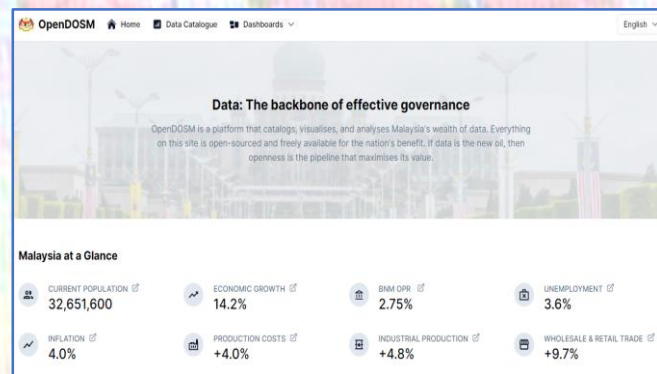 OpenDOSM Home Data Catalogue Dashboards English
Data: The backbone of effective governance
OpenDOSM is a platform that catalogs, visualises, and analyses Malaysia's wealth of data. Everything
on this site is open-sourced and freely available for the nation's benefit. If data is the new oil, then
openness is the pipeline that maximises its value.
Malaysia at a Glance
CURRENT POPULATION
32,651,600
ECONOMIC GROWTH
14.2%
BNM OPR
2.75%
UNEMPLOYMENT
3.6%
INFLATION
4.0%
PRODUCTION COSTS
+4.0%
INDUSTRIAL PRODUCTION
+4.8%
WHOLESALE & RETAIL TRADE
+9.7%